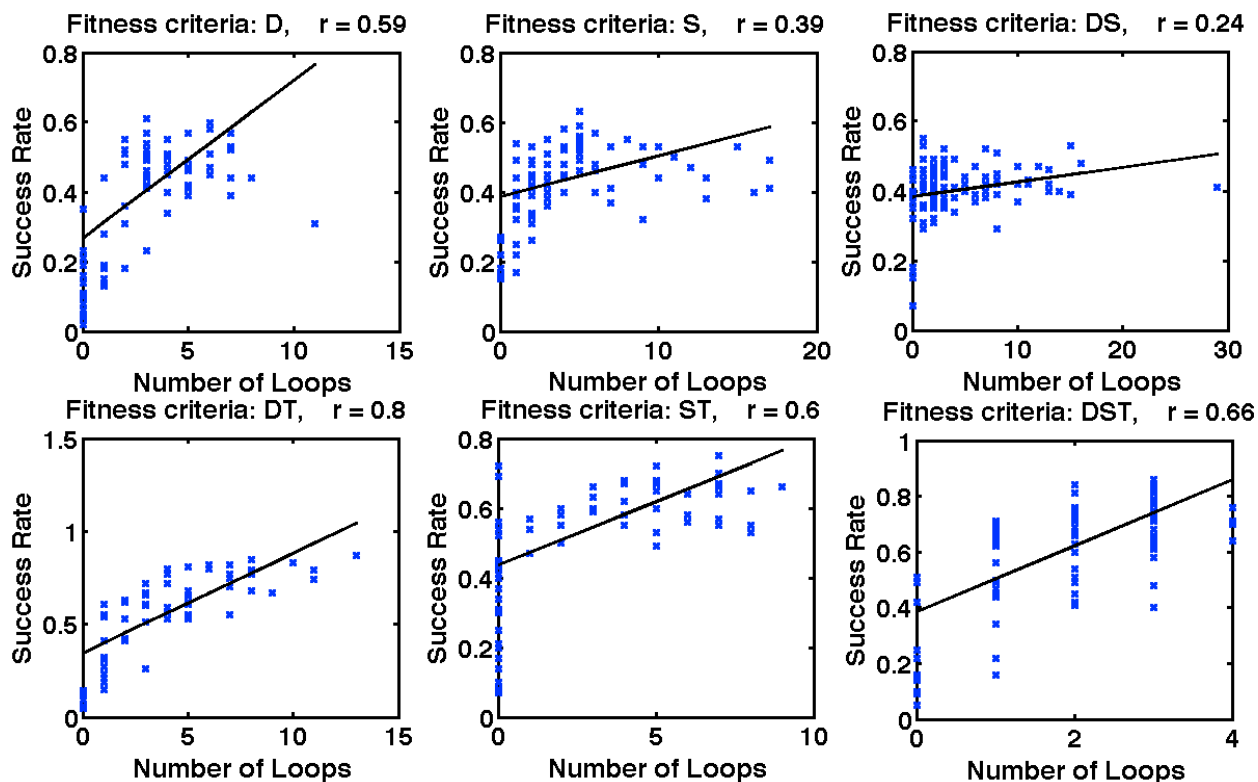 Fitness criteria: D, r = 0.59
0.8
0.6
0.4
0.2
0
Success Rate
0 5 10 15
Number of Loops
Fitness criteria: S, r = 0.39
0.8
0.6
0.4
0.2
0
Success Rate
0 5 10 15 20
Number of Loops
Fitness criteria: DS, r = 0.24
0.8
0.6
0.4
0.2
0
Success Rate
0 10 20 30
Number of Loops
Fitness criteria: DT, r = 0.8
1.5
1
0.5
0
Success Rate
0 5 10 15
Number of Loops
Fitness criteria: ST, r = 0.6
0.8
0.6
0.4
0.2
0
Success Rate
0 5 10
Number of Loops
Fitness criteria: DST, r = 0.66
1
0.8
0.6
0.4
0.2
0
Success Rate
0 2 4
Number of Loops